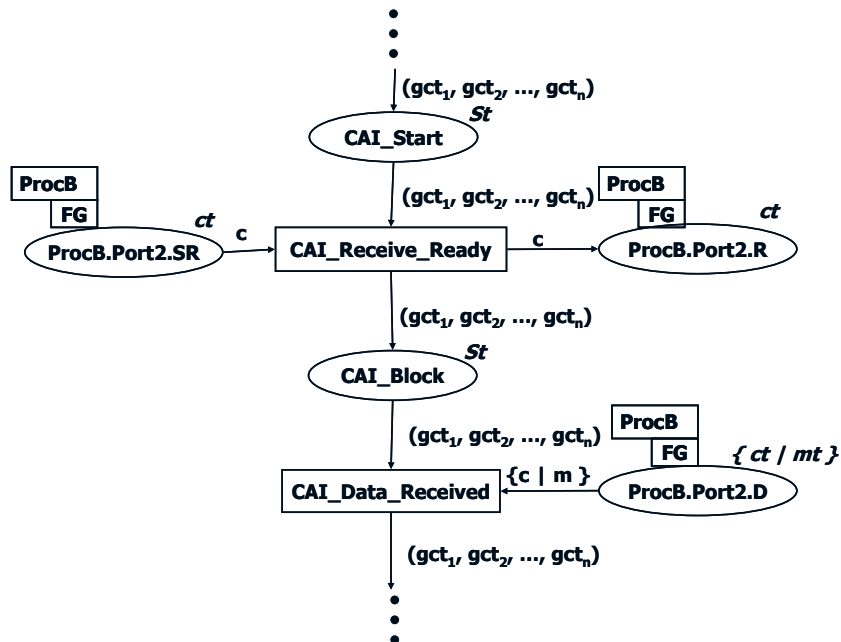 (gct1, gct2, ..., gctn)
St
CAI_Start
ProcB
FG
ct
ProcB.Port2.SR
c
(gct1, gct2, ..., gctn)
CAI_Receive_Ready
c
ProcB
FG
ct
ProcB.Port2.R
(gct1, gct2, ..., gctn)
St
CAI_Block
(gct1, gct2, ..., gctn)
ProcB
FG
{ ct | mt }
CAI_Data_Received
{c | m }
ProcB.Port2.D
(gct1, gct2, ..., gctn)